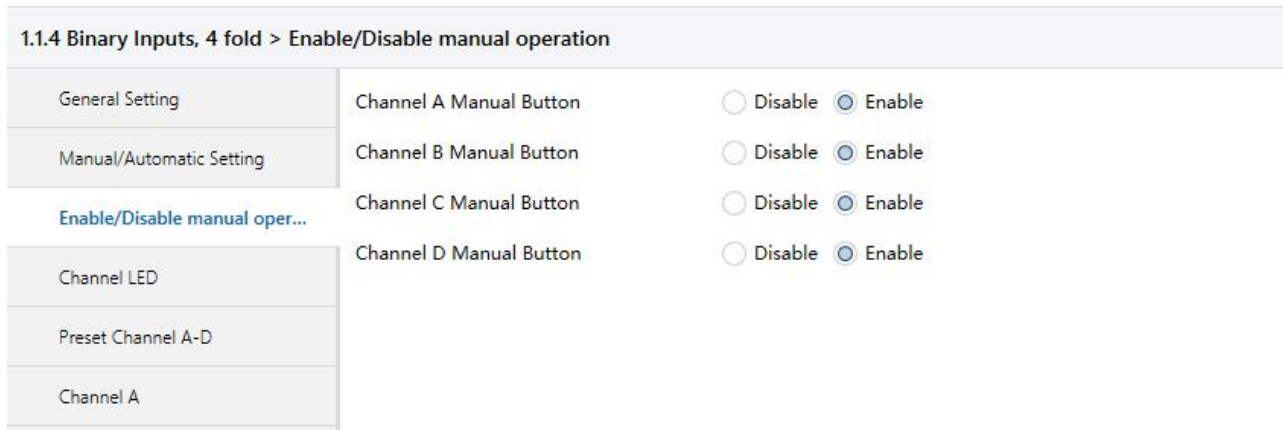 1.1.4 Binary Inputs, 4 fold > Enable/Disable manual operation
General Setting
Manual/Automatic Setting
Enable/Disable manual oper...
Channel LED
Preset Channel A-D
Channel A
Channel A Manual Button Disable Enable
Channel B Manual Button Disable Enable
Channel C Manual Button Disable Enable
Channel D Manual Button Disable Enable